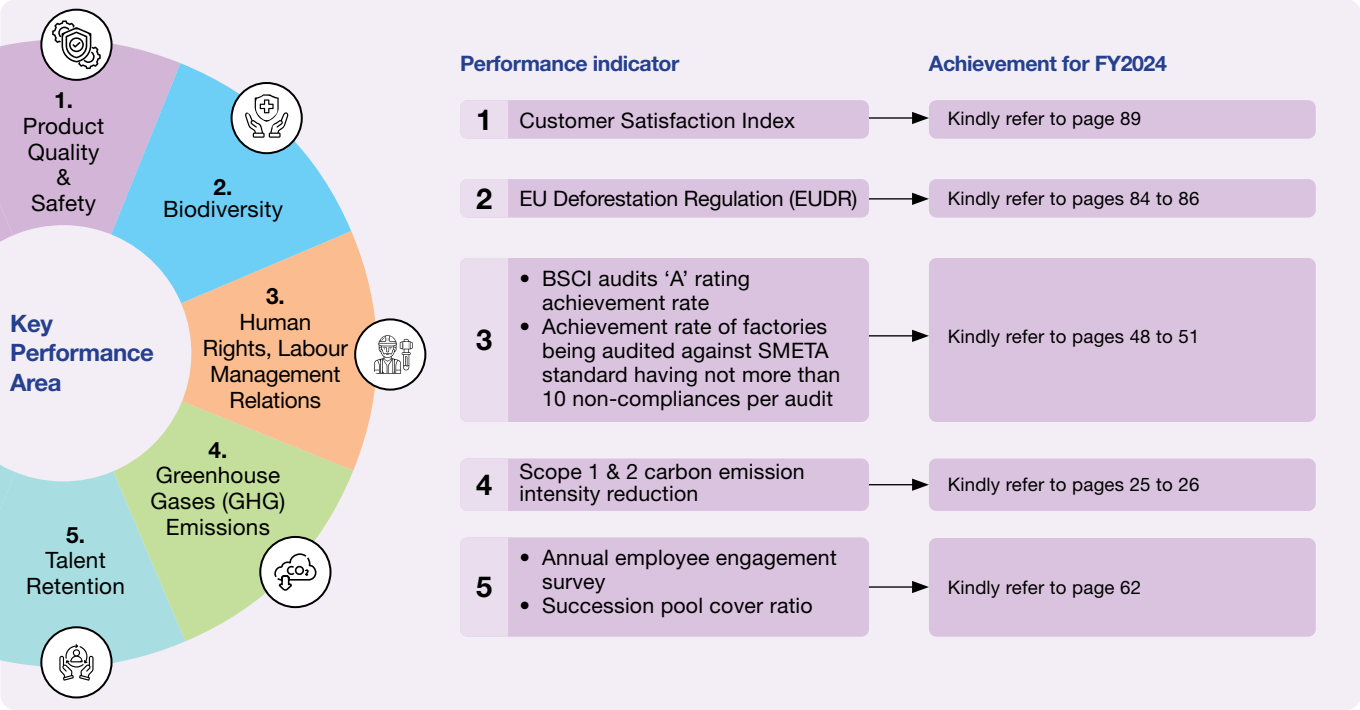 1.
Product
Quality
&
Safety
2.
Biodiversity
3.
Human
Rights, Labour
Management
Relations
4.
Greenhouse
Gases (GHG)
Emissions
CO₂
5.
Talent
Retention
Key
Performance
Area
Performance indicator
Achievement for FY2024
1 Customer Satisfaction Index
Kindly refer to page 89
2 EU Deforestation Regulation (EUDR)
Kindly refer to pages 84 to 86
3
• BSCI audits ‘A’ rating
achievement rate
• Achievement rate of factories
being audited against SMETA
standard having not more than
10 non-compliances per audit
Kindly refer to pages 48 to 51
4
Scope 1 & 2 carbon emission
intensity reduction
Kindly refer to pages 25 to 26
5
• Annual employee engagement
survey
• Succession pool cover ratio
Kindly refer to page 62